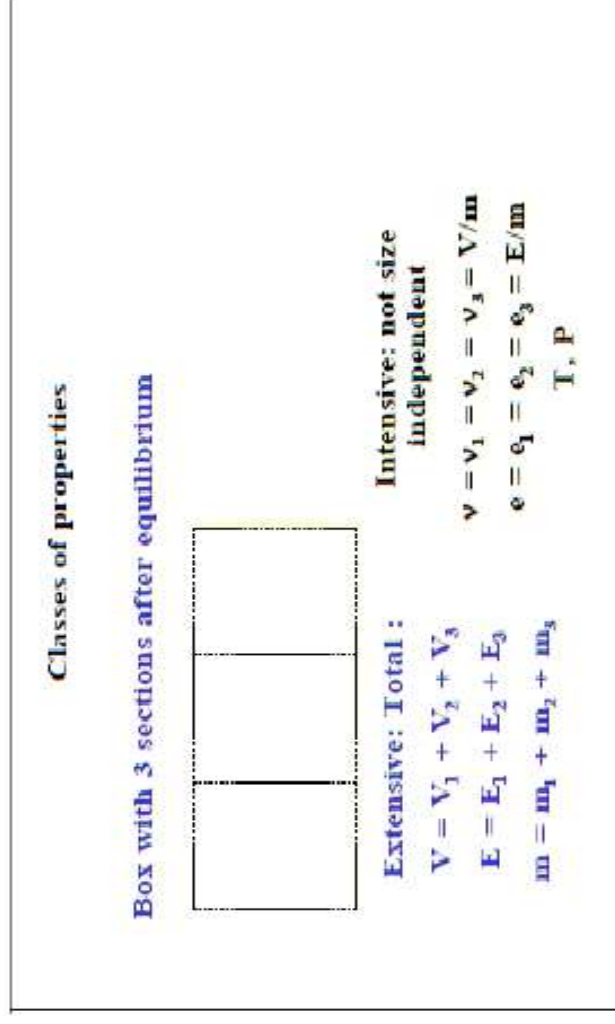 Classes of properties
Box with 3 sections after equilibrium
Extensive: Total :
V = V₁ + V₂ + V₃
E = E₁ + E₂ + E₃
m = m₁ + m₂ + m₃
Intensive: not size
independent
v = v₁ = v₂ = v₃ = V/m
e = e₁ = e₂ = e₃ = E/m
T, P